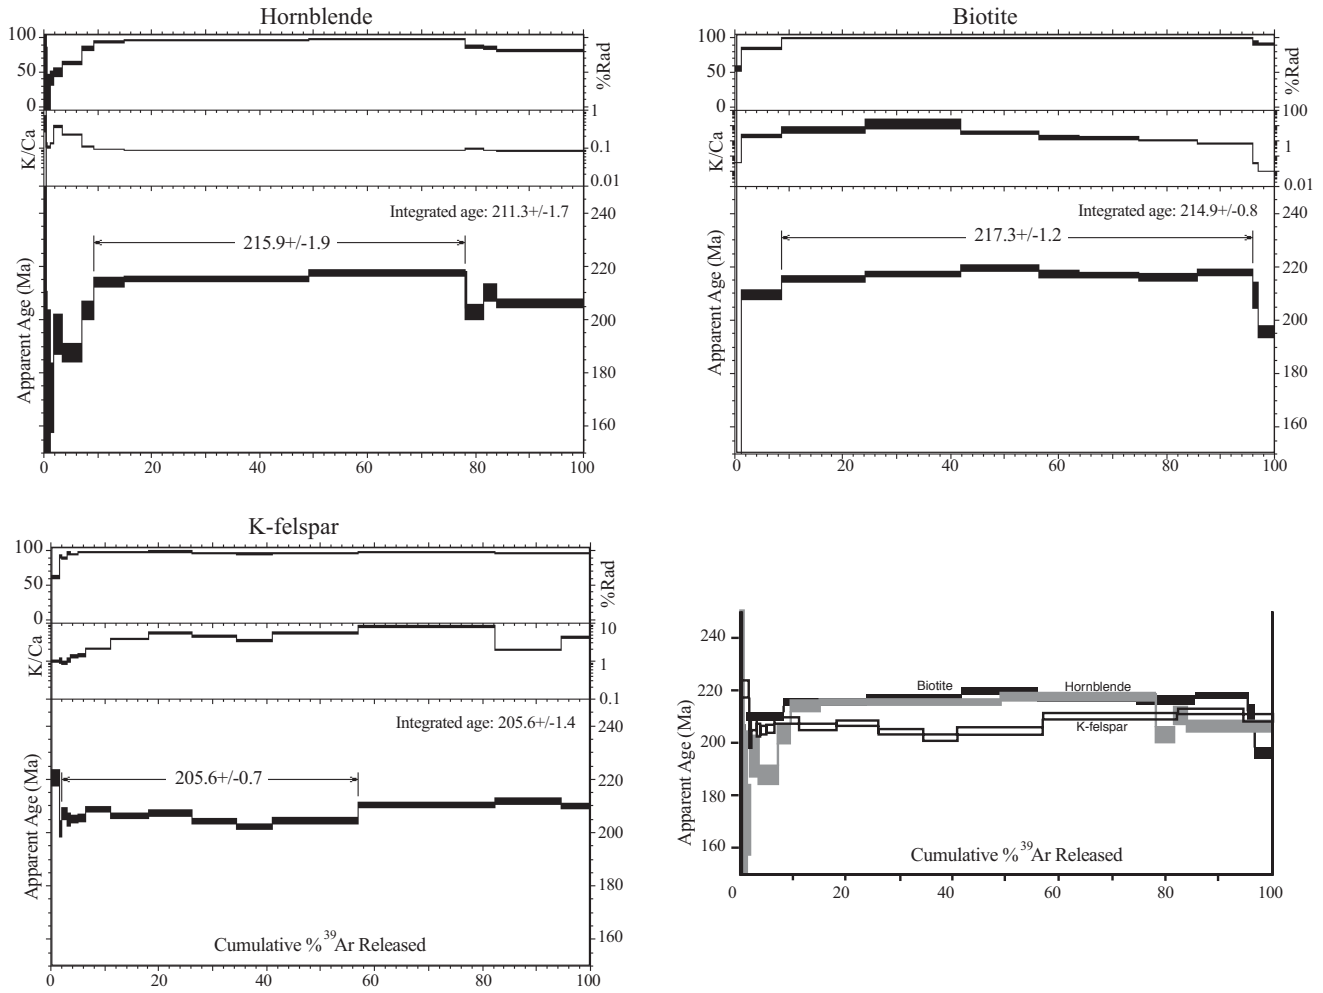 Hornblende
100
50
0
%Rad
1
K/Ca
0.1
0.01
Integrated age: 211.3+/-1.7
215.9+/-1.9
Apparent Age (Ma)
240
220
200
180
160
0 20 40 60 80 100
Biotite
100
50
0
%Rad
100
K/Ca
1
0.01
Integrated age: 214.9+/-0.8
217.3+/-1.2
Apparent Age (Ma)
240
220
200
180
160
0 20 40 60 80 100
K-felspar
100
50
0
%Rad
K/Ca
10
1
0.1
Integrated age: 205.6+/-1.4
205.6+/-0.7
Apparent Age (Ma)
240
220
200
180
160
Cumulative % 39Ar Released
0 20 40 60 80 100
240
220
200
180
160
Apparent Age (Ma)
Biotite
Hornblende
K-felspar
Cumulative % 39Ar Released
0 20 40 60 80 100